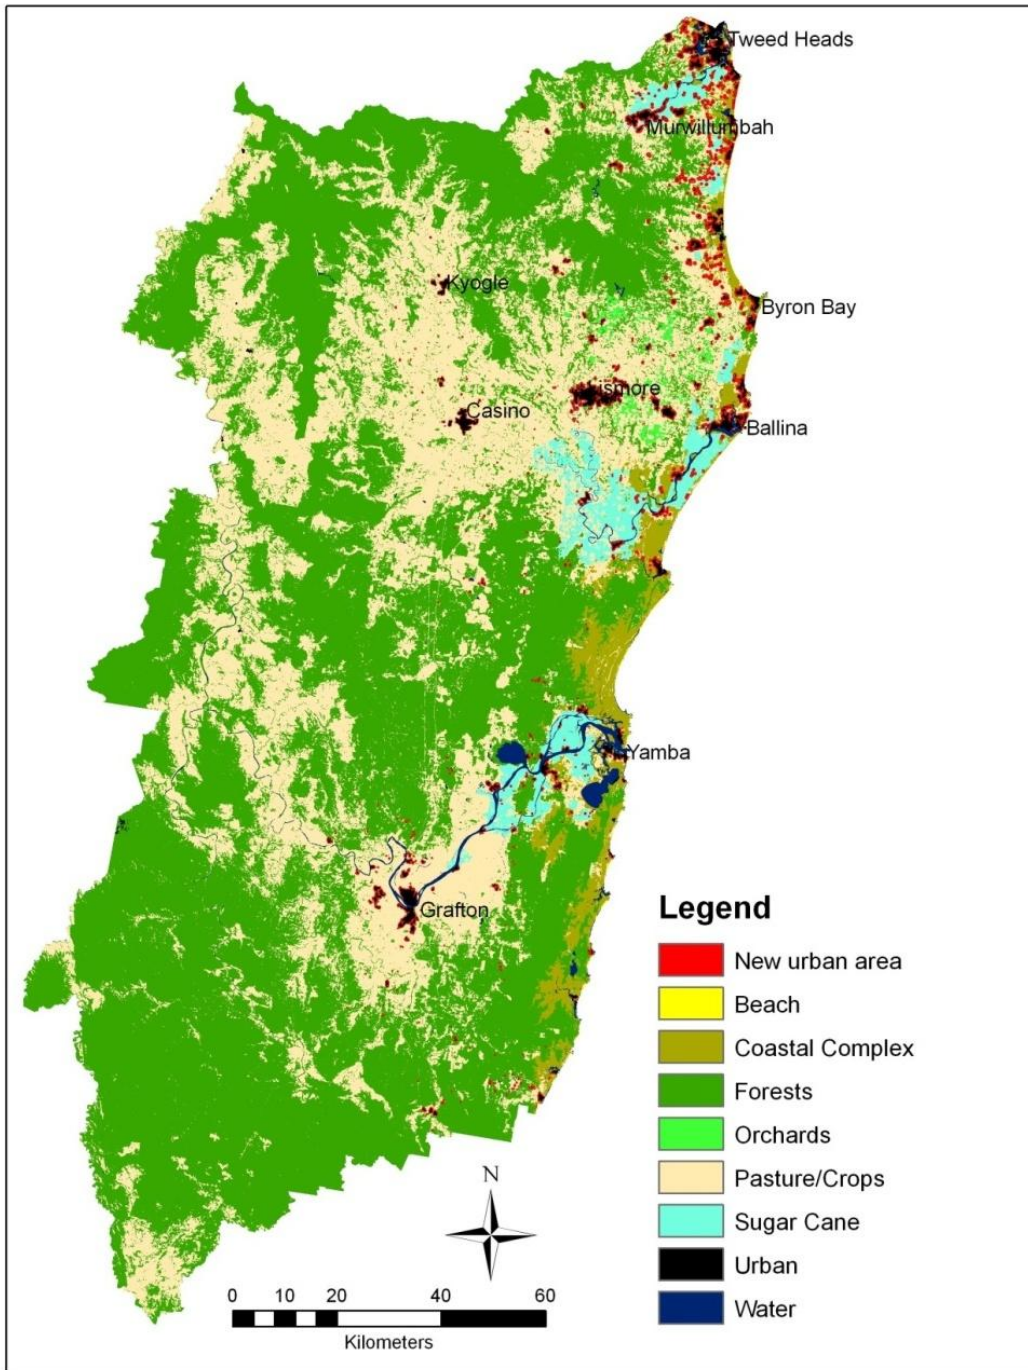 Tweed Heads
Murwillumbah
Kyogle
Byron Bay
Lismore
Casino
Ballina
Yamba
Grafton
Legend
New urban area
Beach
Coastal Complex
Forests
Orchards
Pasture/Crops
Sugar Cane
Urban
Water
N
0 10 20 40 60
Kilometers